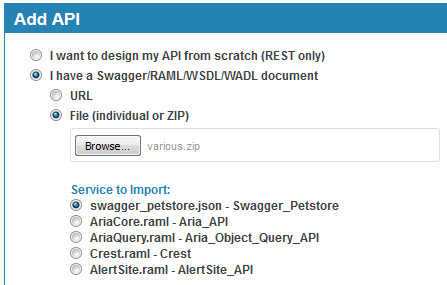 Add API
I want to design my API from scratch (REST only)
I have a Swagger/RAML/WSDL/WADL document
URL
File (individual or ZIP)
Browse... various.zip
Service to Import:
swagger_petstore.json - Swagger_Petstore
AriaCore.raml - Aria_API
AriaQuery.raml - Aria_Object_Query_API
Crest.raml - Crest
AlertSite.raml - AlertSite_API